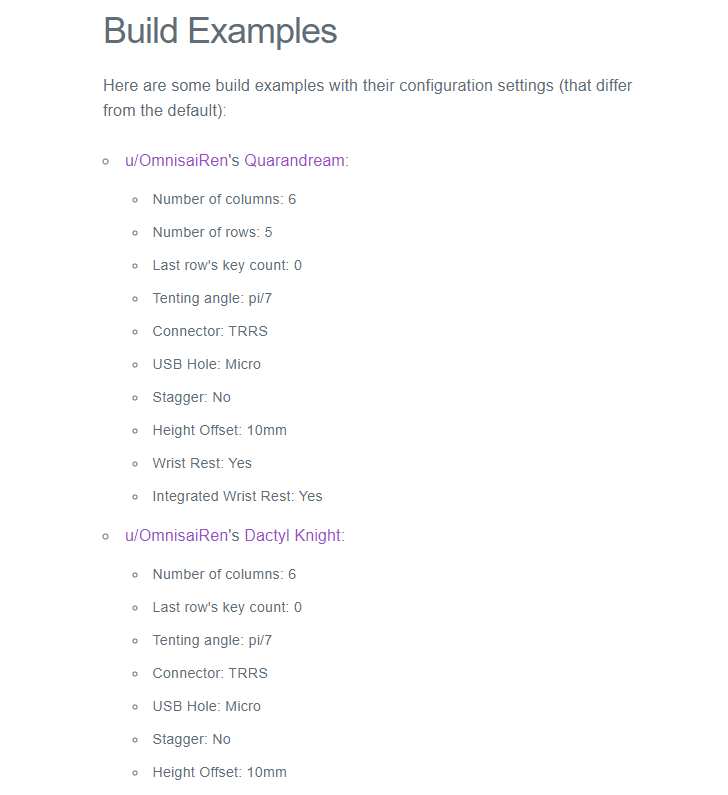 Build Examples
Here are some build examples with their configuration settings (that differ
from the default):
u/OmnisaiRen's Quarandream:
Number of columns: 6
Number of rows: 5
Last row's key count: 0
Tenting angle: pi/7
Connector: TRRS
USB Hole: Micro
Stagger: No
Height Offset: 10mm
Wrist Rest: Yes
Integrated Wrist Rest: Yes
u/OmnisaiRen's Dactyl Knight:
Number of columns: 6
Last row's key count: 0
Tenting angle: pi/7
Connector: TRRS
USB Hole: Micro
Stagger: No
Height Offset: 10mm